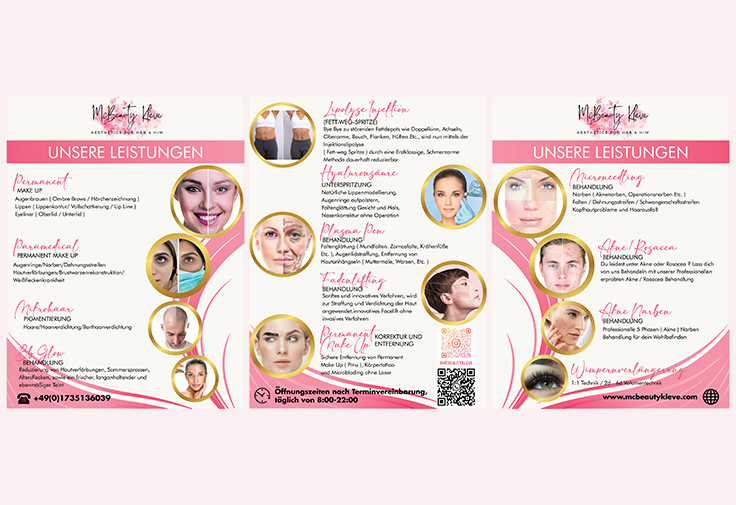 McBeauty Kleve
AESTHETICS FOR HER & HIM
UNSERE LEISTUNGEN
Permanent
MAKE UP
Augenbrauen ( Ombre Brows / Härchenzeichnung )
Lippen ( Lippenkontur/ Vollschattierung / Lip Line )
Eyeliner ( Oberlid / Unterlid )
Paramedical
PERMANENT MAKE UP
Augenringe/Narben/Dehnungsstreifen
Hautverfärbungen/Brustwarzenrekonstruktion/
Weißfleckenkrankheit
Mikrohaar
PIGMENTIERUNG
Haare/Haarverdichtung/Barthaarverdichtung
Bb Glow
BEHANDLUNG
Reduzierung von Hautverfärbungen, Sommersprossen,
Altersflecken, sowie ein frischer, langanhaltender und
ebenmäßiger Teint
+49(0)1735136039
Lipolyse Injektion
(FETT-WEG-SPRITZE)
Bye Bye zu störenden Fettdepots wie Doppelkinn, Achseln,
Oberarme, Bauch, Flanken, Hüften Etc., sind nun mittels der
Injektionslipolyse
( Fett-weg Spritze ) durch eine Erstklassige, Schmerzarme
Methode dauerhaft reduzierbar
Hyaluronsäure
UNTERSPRITZUNG
Natürliche Lippenmodellierung,
Augenringe aufpolstern,
Faltenglättung Gesicht und Hals,
Nasenkorrektur ohne Operation
Plasma Pen
BEHANDLUNG
Faltenglättung ( Mundfalten, Zornesfalte, Krähenfüße
Etc. ), Augenlidstraffung, Entfernung von
Hautanhängseln ( Muttermale, Warzen, Etc. )
Fadenlifting
BEHANDLUNG
Sanftes und innovatives Verfahren, wird
zur Straffung und Verdichtung der Haut
angewendet,innovatives Facelift ohne
invasives Verfahren
Permanent
Make Up
KORREKTUR UND
ENTFERNUNG
Sichere Entfernung von Permanent
Make Up ( Pmu ), Körpertattoo
und Microblading ohne Laser
Öffnungszeiten nach Terminvereinbarung,
täglich von 8:00-22:00
McBeauty Kleve
AESTHETICS FOR HER & HIM
UNSERE LEISTUNGEN
Microneedling
BEHANDLUNG
Narben ( Aknenarben, Operationsnarben Etc. )
Falten / Dehnungsstreifen / Schwangerschaftsstreifen
Kopfhautprobleme und Haarausfall
Akne/Rosacea
BEHANDLUNG
Du leidest unter Akne oder Rosacea ? Lass dich
von uns Behandeln mit unserer Professionellen
erprobten Akne / Rosacea Behandlung
Akne Narben
BEHANDLUNG
Professionelle 5 Phasen ( Akne ) Narben
Behandlung für dein Wohlbefinden
Wimpernverlängerung
1:1 Technik / 2d - 6d Volumentechnik
www.mcbeautykleve.com